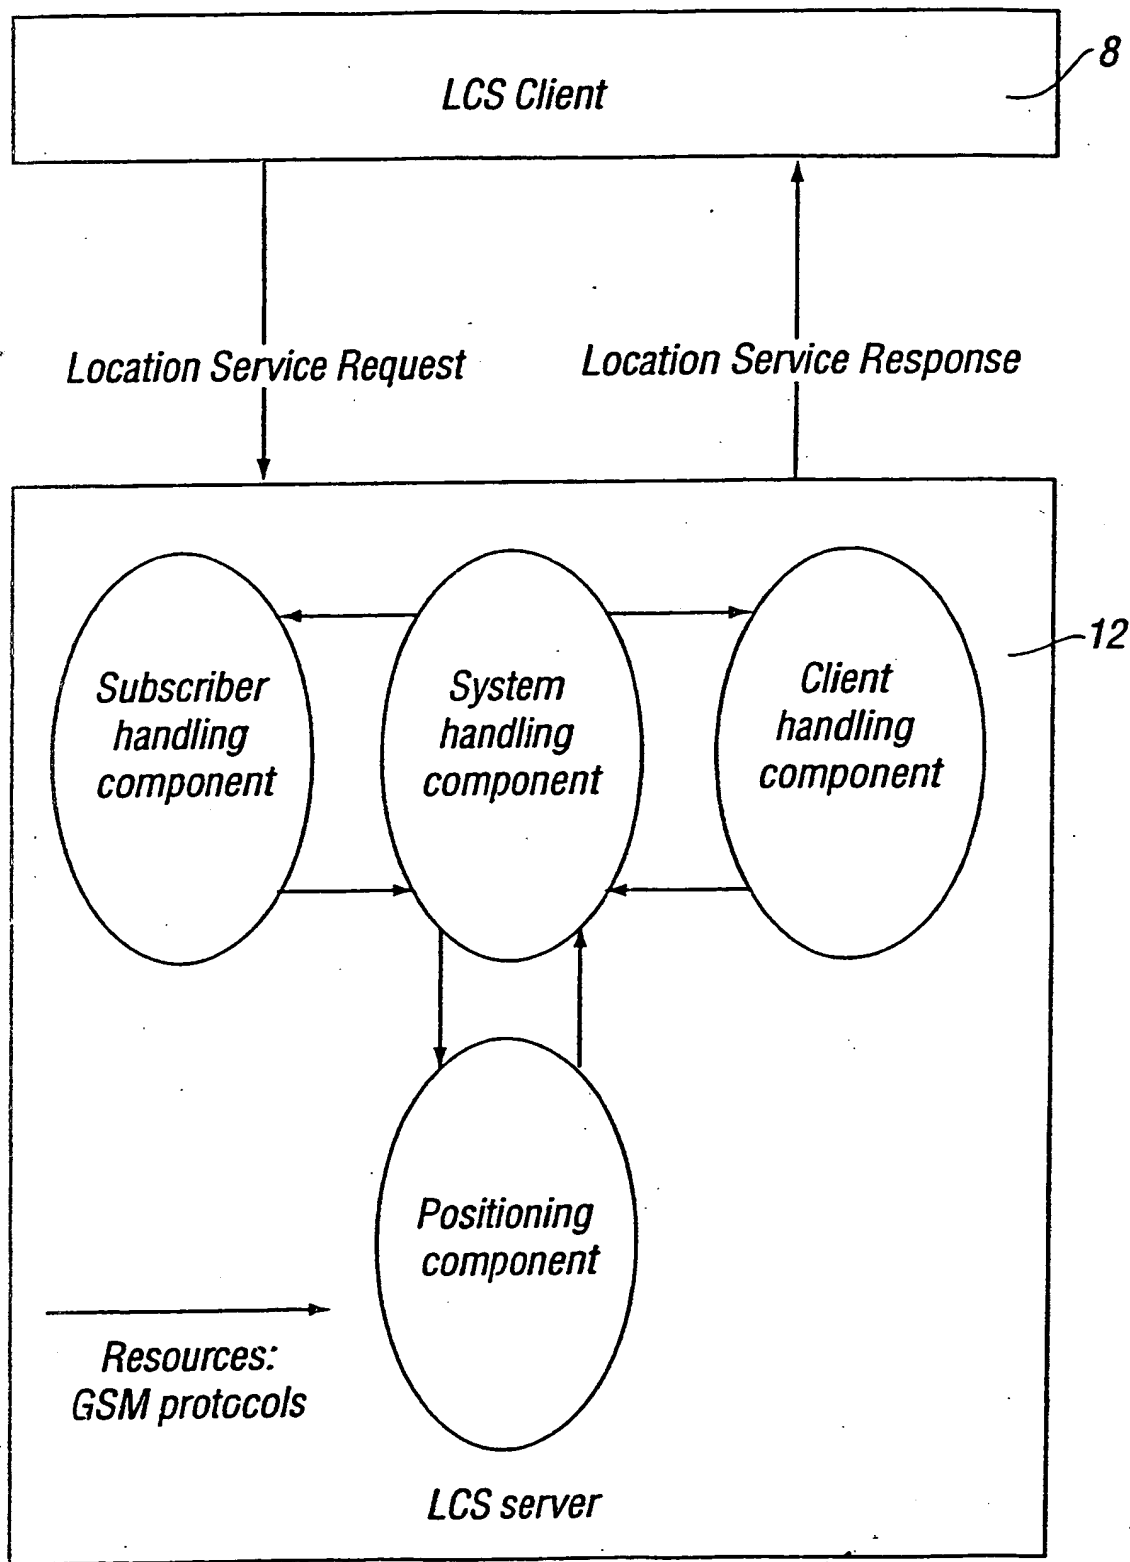 LCS Client
8
Location Service Request
Location Service Response
12
Subscriber
handling
component
System
handling
component
Client
handling
component
Positioning
component
Resources:
GSM protocols
LCS server